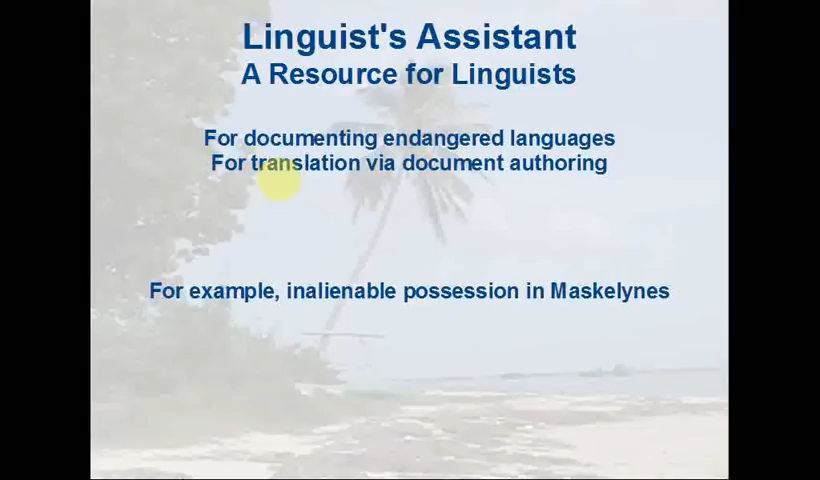 Linguist's Assistant
A Resource for Linguists
For documenting endangered languages
For translation via document authoring
For example, inalienable possession in Maskelynes